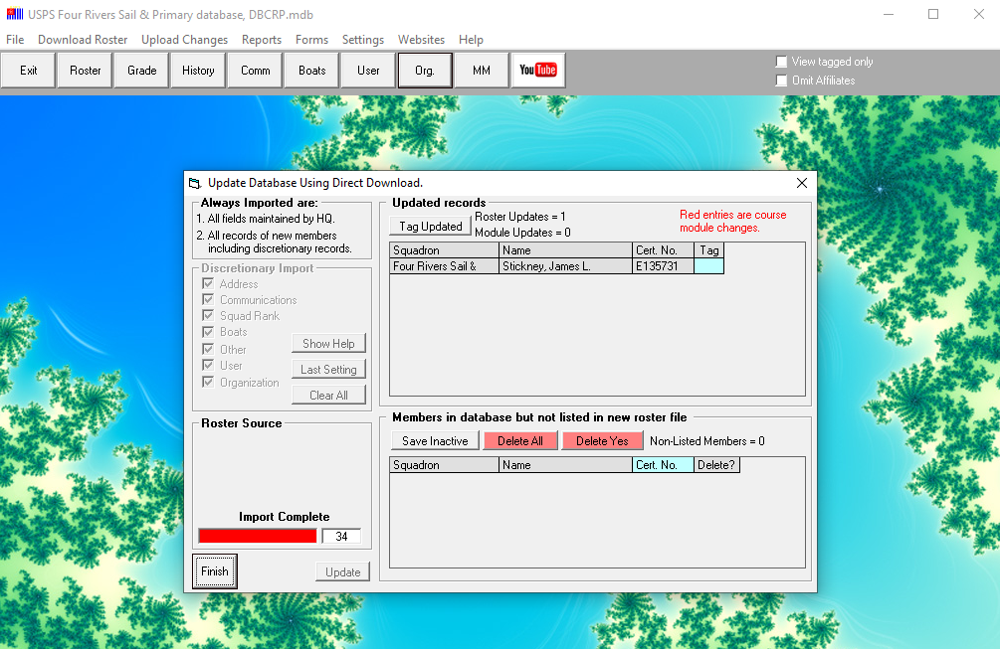 USPS Four Rivers Sail & Primary database, DBCRP.mdb
File Download Roster Upload Changes Reports Forms Settings Websites Help
Exit Roster Grade History Comm Boats User Org. MM YouTube
View tagged only
Omit Affiliates
Update Database Using Direct Download.
Always Imported are:
1. All fields maintained by HQ.
2. All records of new members
including discretionary records.
Discretionary Import
Address
Communications
Squad Rank
Boats
Other
User
Organization
Show Help
Last Setting
Clear All
Roster Source
Import Complete
34
Finish
Update
Updated records
Tag Updated
Roster Updates = 1
Module Updates = 0
Red entries are course
module changes.
Squadron Name Cert. No. Tag
Four Rivers Sail & Stickney, James L. E135731
Members in database but not listed in new roster file
Save Inactive Delete All Delete Yes Non-Listed Members = 0
Squadron Name Cert. No. Delete?